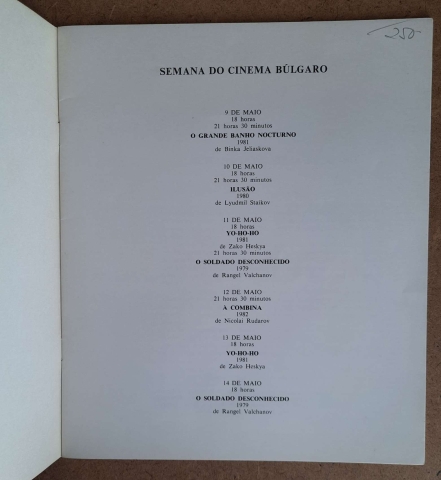 250
SEMANA DO CINEMA BÚLGARO
9 DE MAIO
18 horas
21 horas 30 minutos
O GRANDE BANHO NOCTURNO
1981
de Binka Jeliaskova
10 DE MAIO
18 horas
21 horas 30 minutos
ILUSÃO
1980
de Lyudmil Staikov
11 DE MAIO
18 horas
YO-HO-HO
1981
de Zako Heskya
21 horas 30 minutos
O SOLDADO DESCONHECIDO
1979
de Rangel Valchanov
12 DE MAIO
21 horas 30 minutos
À COMBINA
1982
de Nicolai Rudarov
13 DE MAIO
18 horas
YO-HO-HO
1981
de Zako Heskya
14 DE MAIO
18 horas
O SOLDADO DESCONHECIDO
1979
de Rangel Valchanov